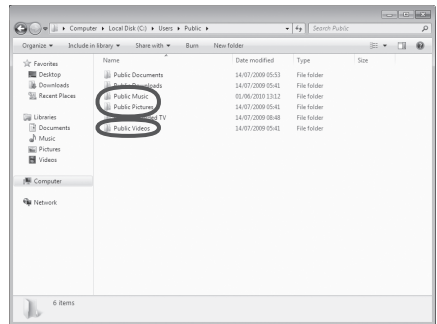 Computer Local Disk (C:) Users Public Search Public
Organize Include in library Share with Burn New folder
Name Date modified Type Size
Favorites
Desktop
Downloads
Recent Places
Libraries
Documents
Music
Pictures
Videos
Computer
Network
Public Documents 14/07/2009 05:53 File folder
Public Downloads 14/07/2009 05:41 File folder
Public Music 01/06/2010 13:12 File folder
Public Pictures 14/07/2009 05:41 File folder
TV 14/07/2009 08:48 File folder
Public Videos 14/07/2009 05:41 File folder
6 items